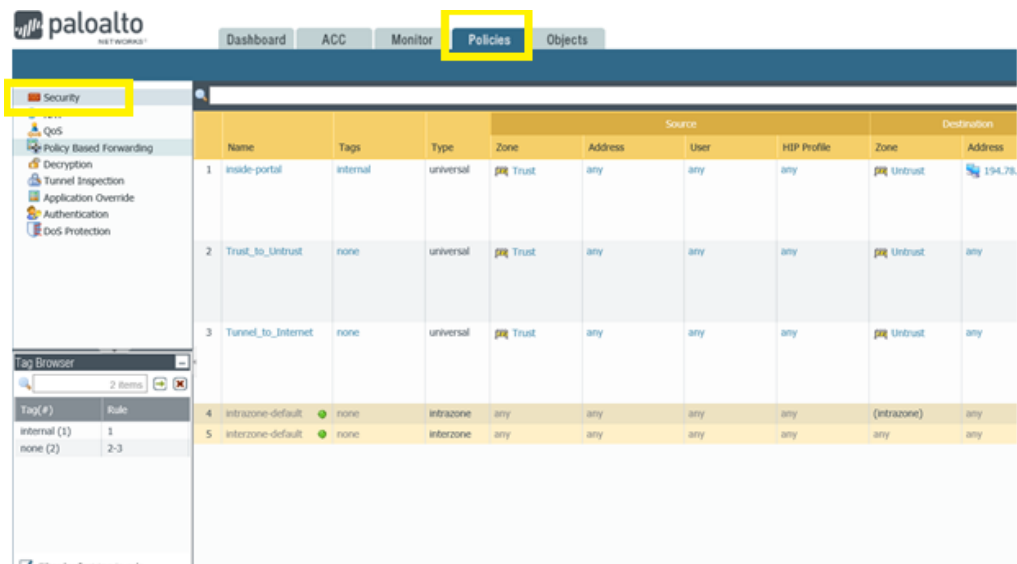 paloalto
NETWORKS
Dashboard ACC Monitor Policies Objects
Security
QoS
Policy Based Forwarding
Decryption
Tunnel Inspection
Application Override
Authentication
DoS Protection
Source Destination
Name Tags Type Zone Address User HIP Profile Zone Address
1 inside-portal internal universal Trust any any any Untrust 194.78.
2 Trust_to_Untrust none universal Trust any any any Untrust any
3 Tunnel_to_Internet none universal Trust any any any Untrust any
4 intrazone-default none intrazone any any any any (intrazone) any
5 interzone-default none interzone any any any any any any
Tag Browser
2 items
Tag(#) Rule
internal (1) 1
none (2) 2-3